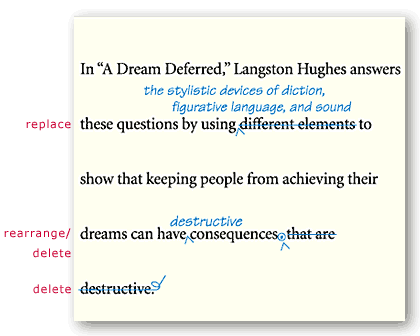 In “A Dream Deferred,” Langston Hughes answers
the stylistic devices of diction,
figurative language, and sound
replace these questions by using different elements to
show that keeping people from achieving their
destructive
rearrange/ dreams can have consequences that are
delete
delete destructive.